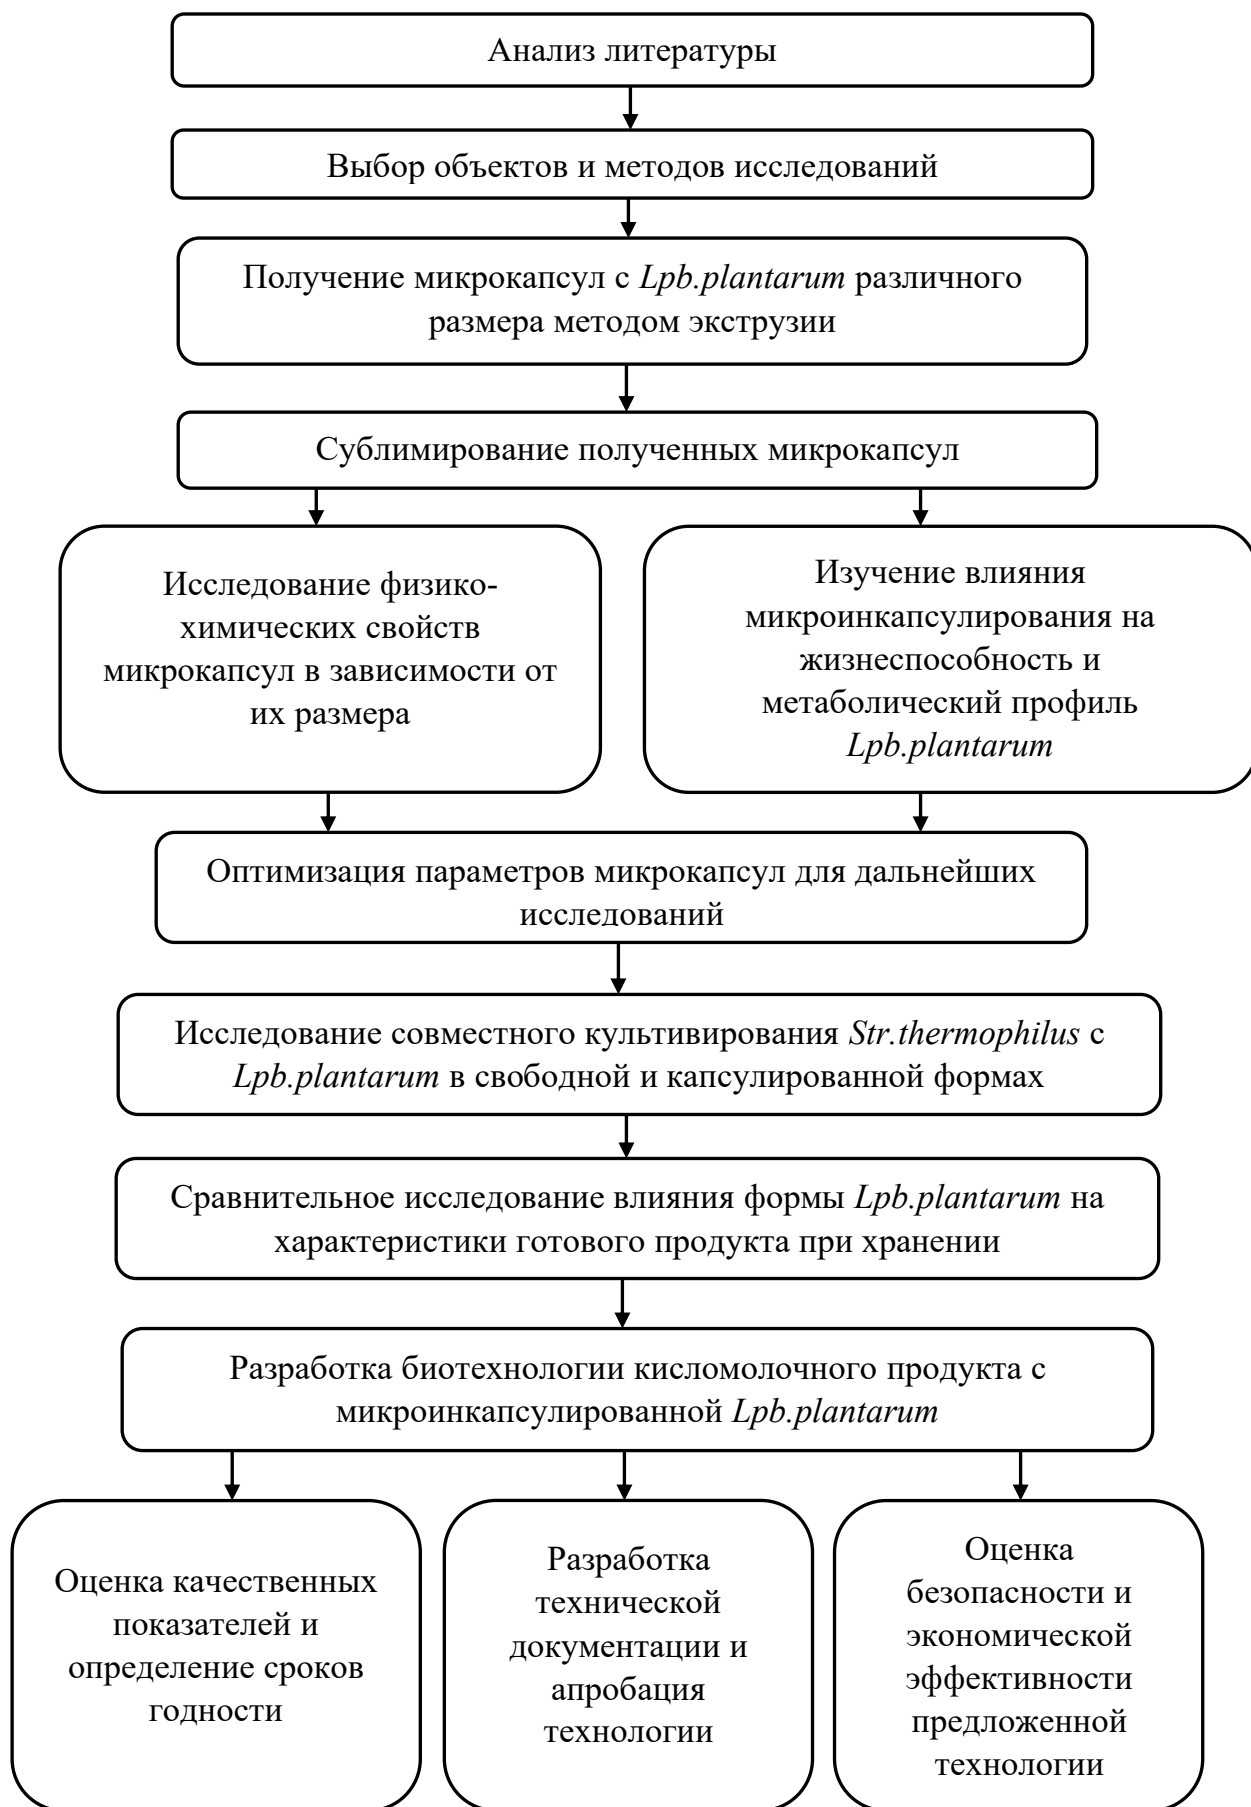 Анализ литературы
Выбор объектов и методов исследований
Получение микрокапсул с Lpb.plantarum различного
размера методом экструзии
Сублимирование полученных микрокапсул
Исследование физико-
химических свойств
микрокапсул в зависимости от
их размера
Изучение влияния
микроинкапсулирования на
жизнеспособность и
метаболический профиль
Lpb.plantarum
Оптимизация параметров микрокапсул для дальнейших
исследований
Исследование совместного культивирования Str.thermophilus с
Lpb.plantarum в свободной и капсулированной формах
Сравнительное исследование влияния формы Lpb.plantarum на
характеристики готового продукта при хранении
Разработка биотехнологии кисломолочного продукта с
микроинкапсулированной Lpb.plantarum
Оценка качественных
показателей и
определение сроков
годности
Разработка
технической
документации и
апробация
технологии
Оценка
безопасности и
экономической
эффективности
предложенной
технологии